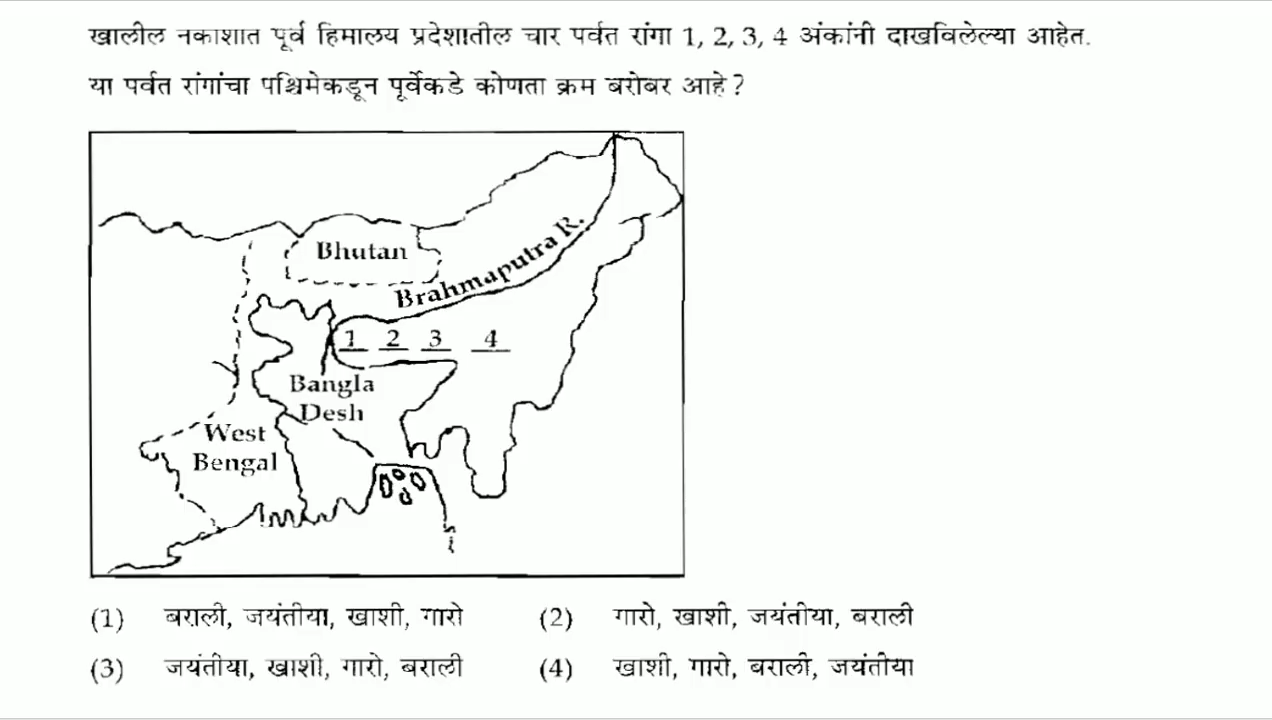 खालील नकाशात पूर्व हिमालय प्रदेशातील चार पर्वत रांगा 1, 2, 3, 4 अंकांनी दाखविलेल्या आहेत.
या पर्वत रांगांचा पश्चिमेकडून पूर्वेकडे कोणता क्रम बरोबर आहे ?
Bhutan
Brahmaputra R.
1 2 3 4
Bangla
Desh
West
Bengal
(1) बराली, जयंतीया, खाशी, गारो (2) गारो, खाशी, जयंतीया, बराली
(3) जयंतीया, खाशी, गारो, बराली (4) खाशी, गारो, बराली, जयंतीया